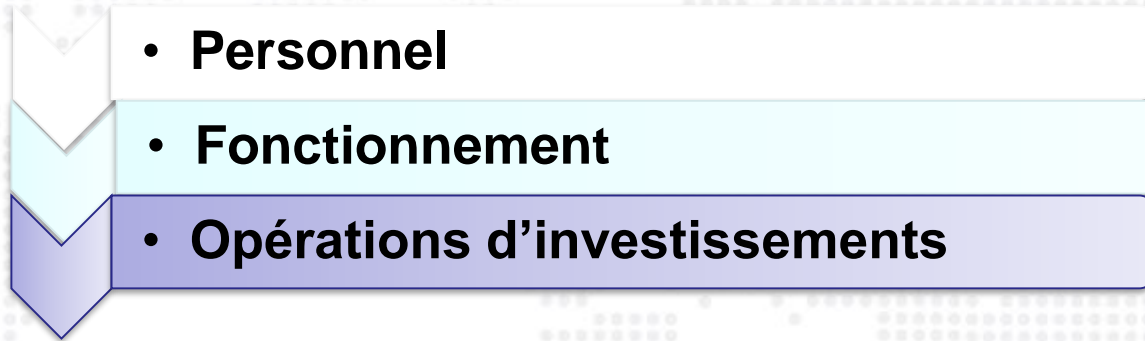 • Personnel
• Fonctionnement
• Opérations d’investissements